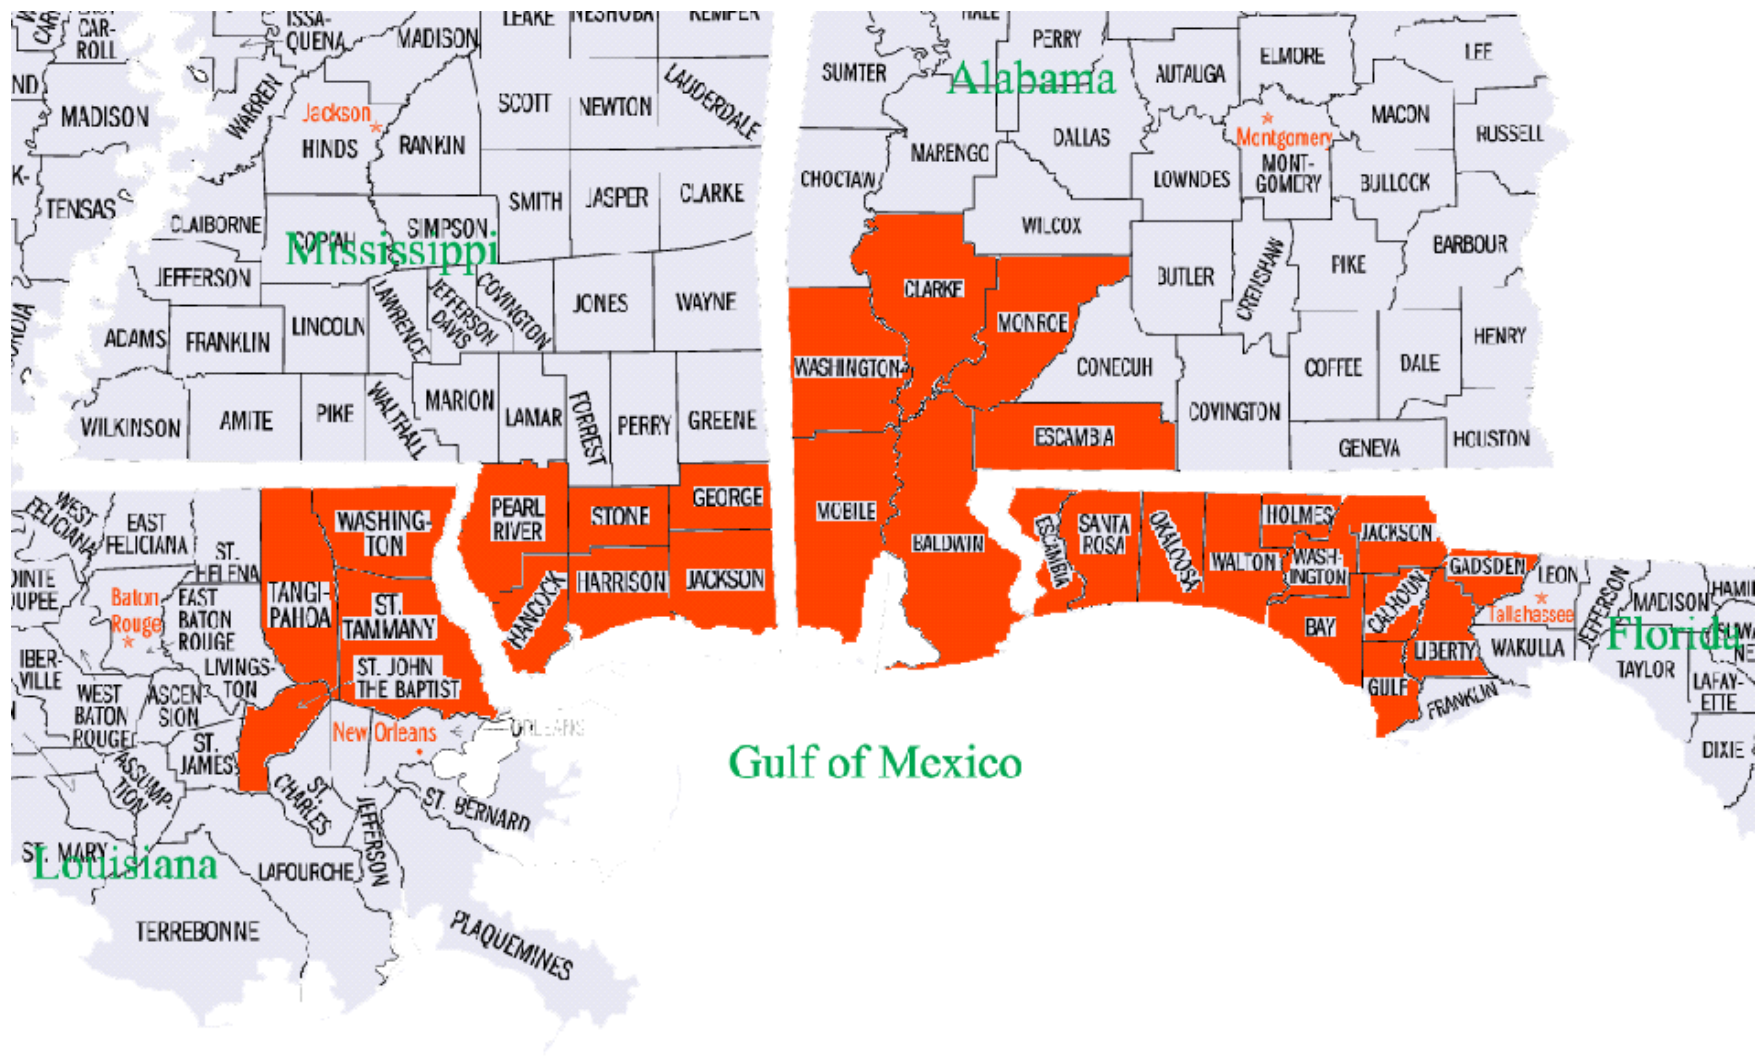 CAR-
ROLL
ISSA-
QUENA
MADISON
LEAKE
NESHOBA
KEMPER
MADISON
WARREN
Jackson
HINDS
RANKIN
SCOTT
NEWTON
LAUDERDALE
TENSAS
CLAIBORNE
COPIAH
SIMPSON
SMITH
JASPER
CLARKE
Mississippi
JEFFERSON
LAWRENCE
JEFFERSON
DAVIS
COVINGTON
JONES
WAYNE
ADAMS
FRANKLIN
LINCOLN
WILKINSON
AMITE
PIKE
WALTHALL
MARION
LAMAR
FORREST
PERRY
GREENE
PEARL
RIVER
STONE
GEORGE
HANCOCK
HARRISON
JACKSON
HALE
PERRY
SUMTER
Alabama
AUTAUGA
ELMORE
LEE
MACON
RUSSELL
DALLAS
Montgomery
MONT-
GOMERY
MARENGO
CHOCTAW
LOWNDES
BULLOCK
WILCOX
BUTLER
CRENSHAW
PIKE
BARBOUR
CLARKE
MONROE
WASHINGTON
CONECUH
COFFEE
DALE
HENRY
ESCAMBIA
COVINGTON
GENEVA
HOUSTON
MOBILE
BALDWIN
WEST
FELICIANA
EAST
FELICIANA
ST.
HELENA
WASHING-
TON
TANGI-
PAHOA
ST.
TAMMANY
Baton
Rouge
EAST
BATON
ROUGE
IBER-
VILLE
LIVINGS-
TON
ST. JOHN
THE BAPTIST
WEST
BATON
ROUGE
ASCEN-
SION
New Orleans
ORLEANS
ST.
JAMES
ASSUMP-
TION
ST.
CHARLES
JEFFERSON
ST. BERNARD
ST. MARY
Louisiana
LAFOURCHE
TERREBONNE
PLAQUEMINES
Gulf of Mexico
ESCAMBIA
SANTA
ROSA
OKALOOSA
WALTON
HOLMES
WASH-
INGTON
JACKSON
BAY
CALHOUN
GADSDEN
LIBERTY
GULF
FRANKLIN
LEON
Tallahassee
WAKULLA
JEFFERSON
MADISON
Florida
TAYLOR
LAFAY-
ETTE
DIXIE